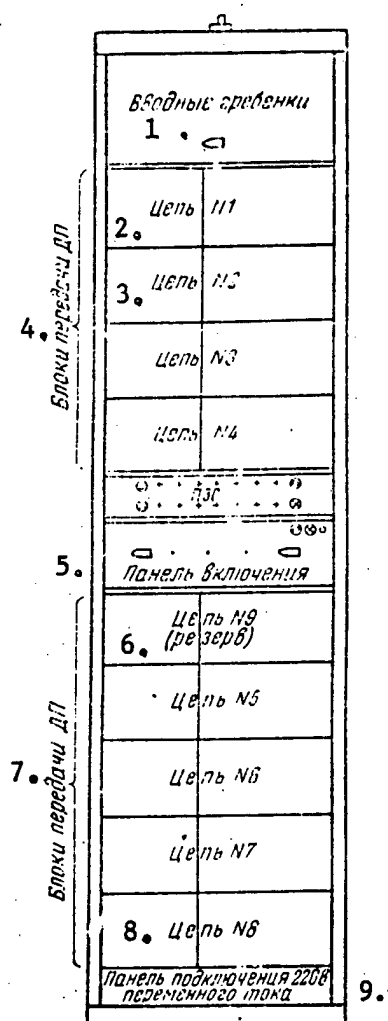 Вводные гребенки
1.
2. Цепь N1
3. Цепь N2
4. Блоки передачи ДП
Цепь N3
Цепь N4
ПЭС
5. Панель включения
6. Цепь N9
(резерв)
Цепь N5
7. Блоки передачи ДП
Цепь N6
Цепь N7
8. Цепь N8
Панель подключения 220В
переменного тока
9.